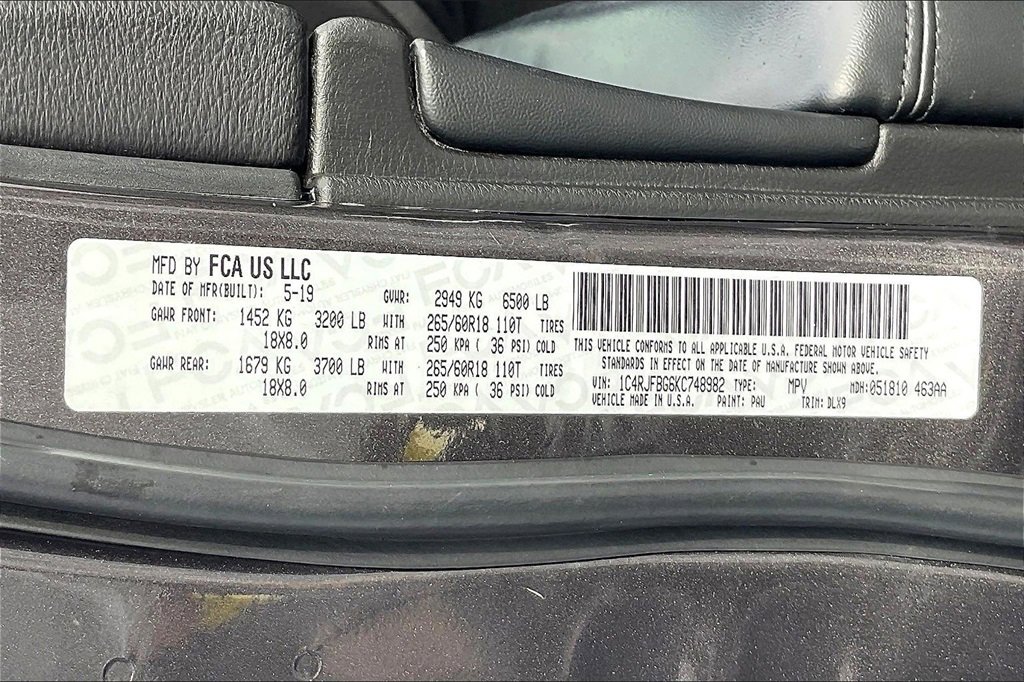 MFD BY FCA US LLC
DATE OF MFR(BUILT): 5-19 GVWR: 2949 KG 6500 LB
GAWR FRONT: 1452 KG 3200 LB WITH 265/60R18 110T TIRES
18X8.0 RIMS AT 250 KPA ( 36 PSI) COLD
GAWR REAR: 1679 KG 3700 LB WITH 265/60R18 110T TIRES
18X8.0 RIMS AT 250 KPA ( 36 PSI) COLD
THIS VEHICLE CONFORMS TO ALL APPLICABLE U.S.A. FEDERAL MOTOR VEHICLE SAFETY
STANDARDS IN EFFECT ON THE DATE OF MANUFACTURE SHOWN ABOVE.
VIN: 1C4RJFBG6KC748982 TYPE: MPV MDH:051810 463AA
VEHICLE MADE IN U.S.A. PAINT: PAU TRIM: DLX9